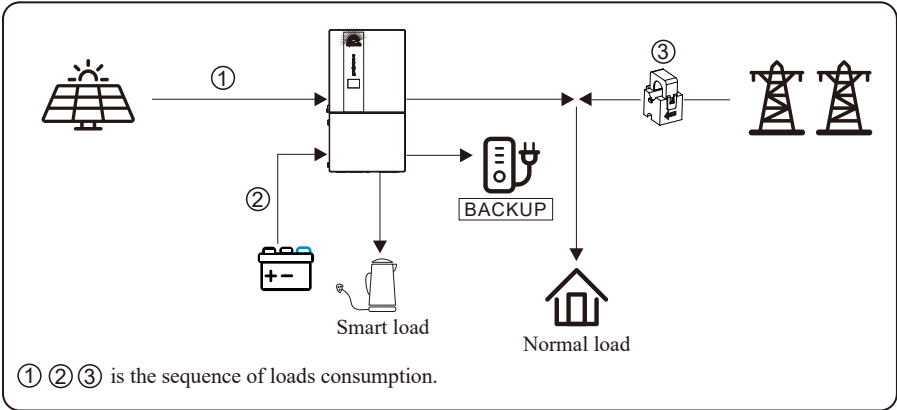 ①
③
②
BACKUP
+ -
Smart load
Normal load
① ② ③ is the sequence of loads consumption.